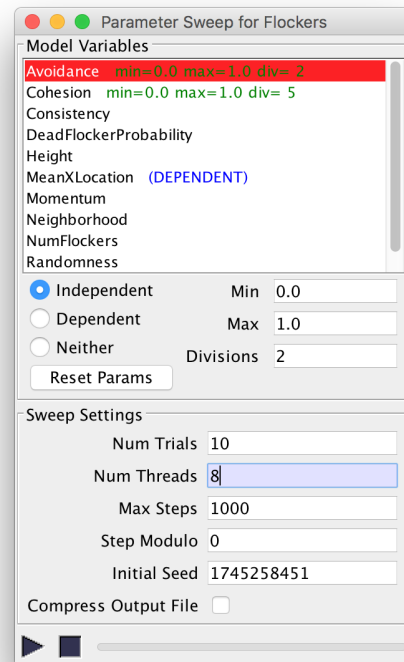 Parameter Sweep for Flockers
Model Variables
Avoidance min=0.0 max=1.0 div= 2
Cohesion min=0.0 max=1.0 div= 5
Consistency
DeadFlockerProbability
Height
MeanXLocation (DEPENDENT)
Momentum
Neighborhood
NumFlockers
Randomness
Independent
Dependent
Neither
Reset Params
Min 0.0
Max 1.0
Divisions 2
Sweep Settings
Num Trials 10
Num Threads 8
Max Steps 1000
Step Modulo 0
Initial Seed 1745258451
Compress Output File